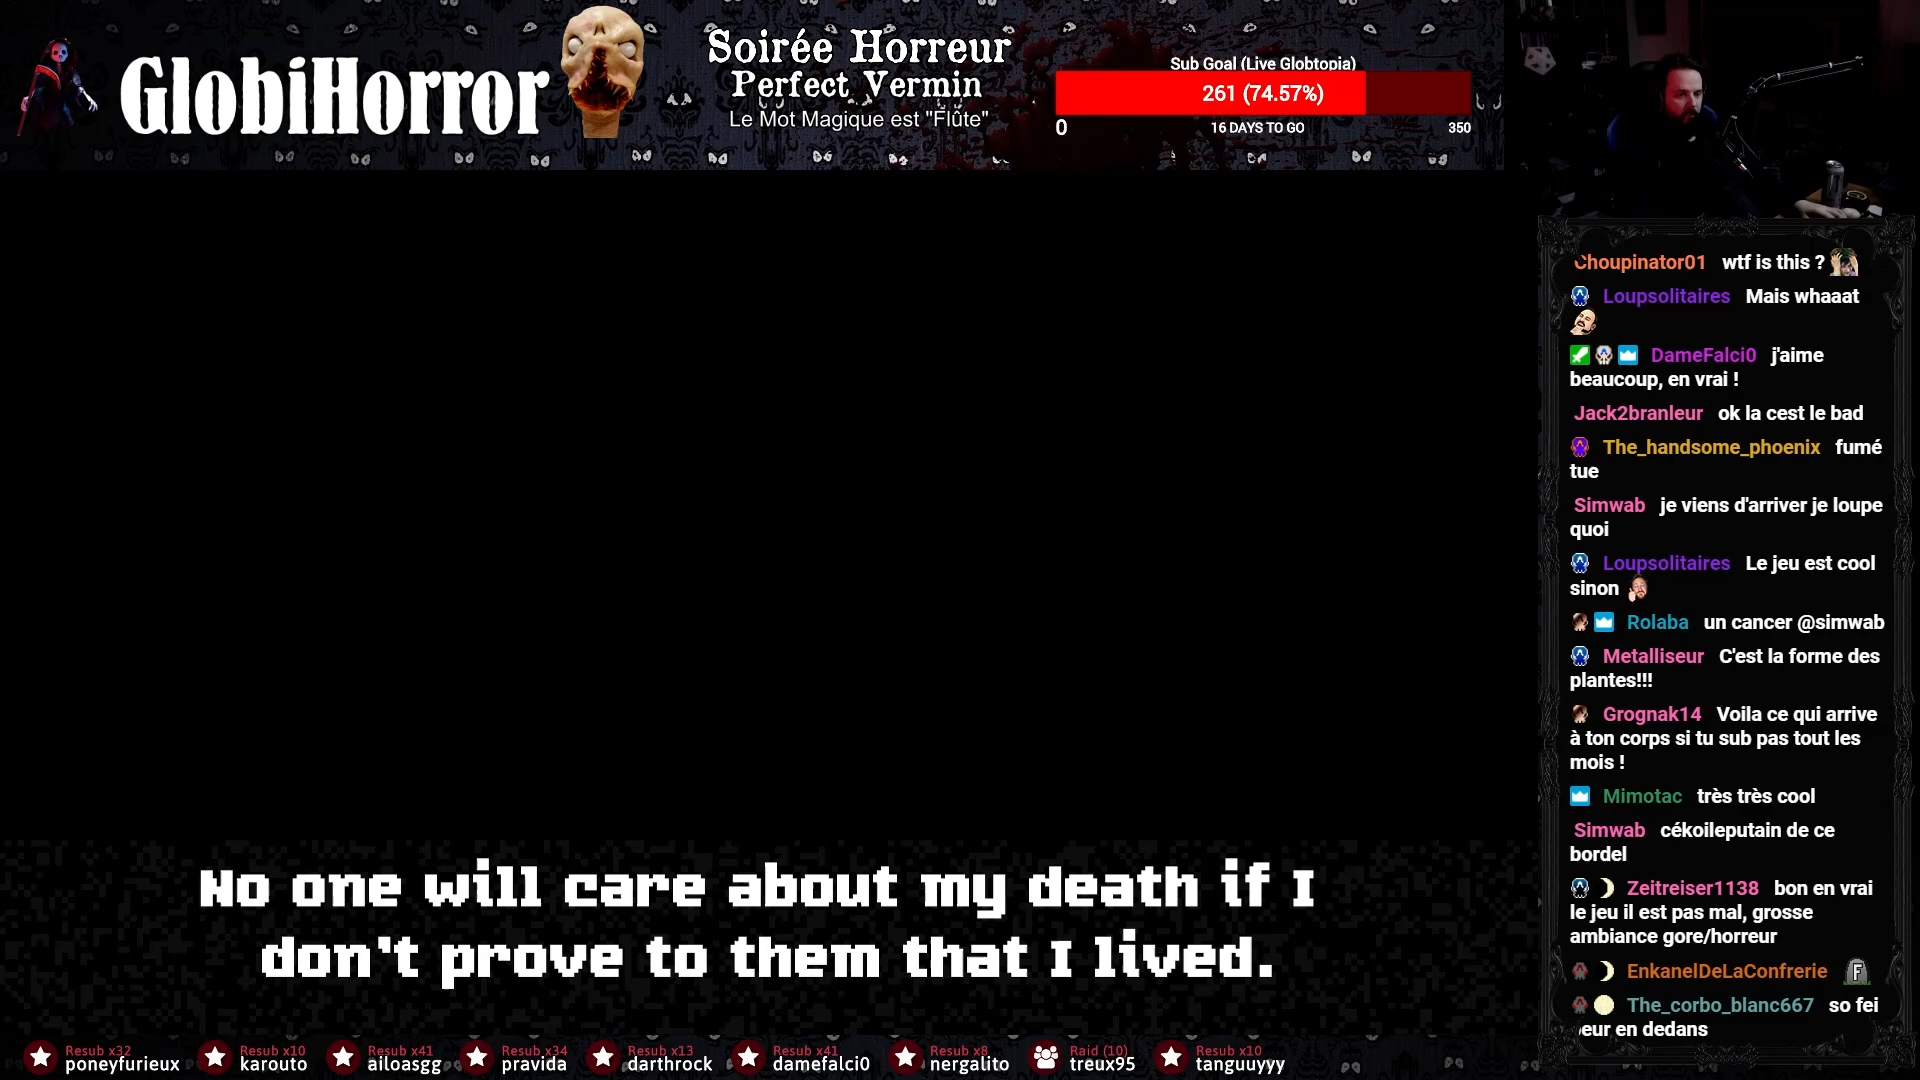 GlobiHorror
Soirée Horreur
Perfect Vermin
Le Mot Magique est "Flûte"
Sub Goal (Live Globtopia)
261 (74.57%)
0
16 DAYS TO GO
350
Choupinator01 wtf is this ?
Loupsolitaires Mais whaaat
DameFalci0 j'aime
beaucoup, en vrai !
Jack2branleur ok la cest le bad
The_handsome_phoenix fumé
tue
Simwab je viens d'arriver je loupe
quoi
Loupsolitaires Le jeu est cool
sinon
Rolaba un cancer @simwab
Metalliseur C'est la forme des
plantes!!!
Grognak14 Voila ce qui arrive
à ton corps si tu sub pas tout les
mois !
Mimotac très très cool
Simwab cékoileputain de ce
bordel
Zeitreiser1138 bon en vrai
le jeu il est pas mal, grosse
ambiance gore/horreur
EnkanelDeLaConfrerie F
The_corbo_blanc667 so fei
eur en dedans
No one will care about my death if I
don't prove to them that I lived.
Resub x32
poneyfurieux
Resub x10
karouto
Resub x41
ailoasgg
Resub x34
pravida
Resub x13
darthrock
Resub x41
damefalci0
Resub x8
nergalito
Raid (10)
treux95
Resub x10
tanguuyyy